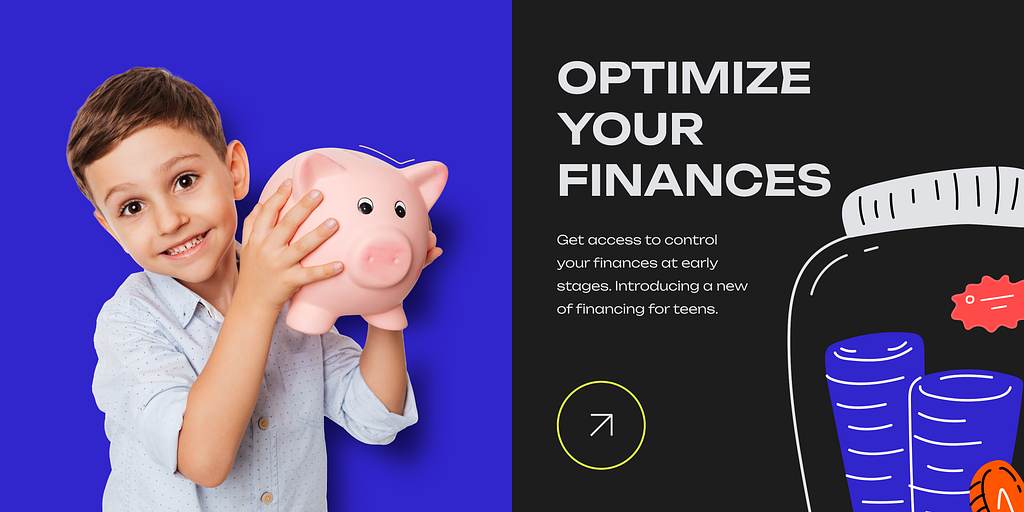 OPTIMIZE
YOUR
FINANCES
Get access to control
your finances at early
stages. Introducing a new
of financing for teens.